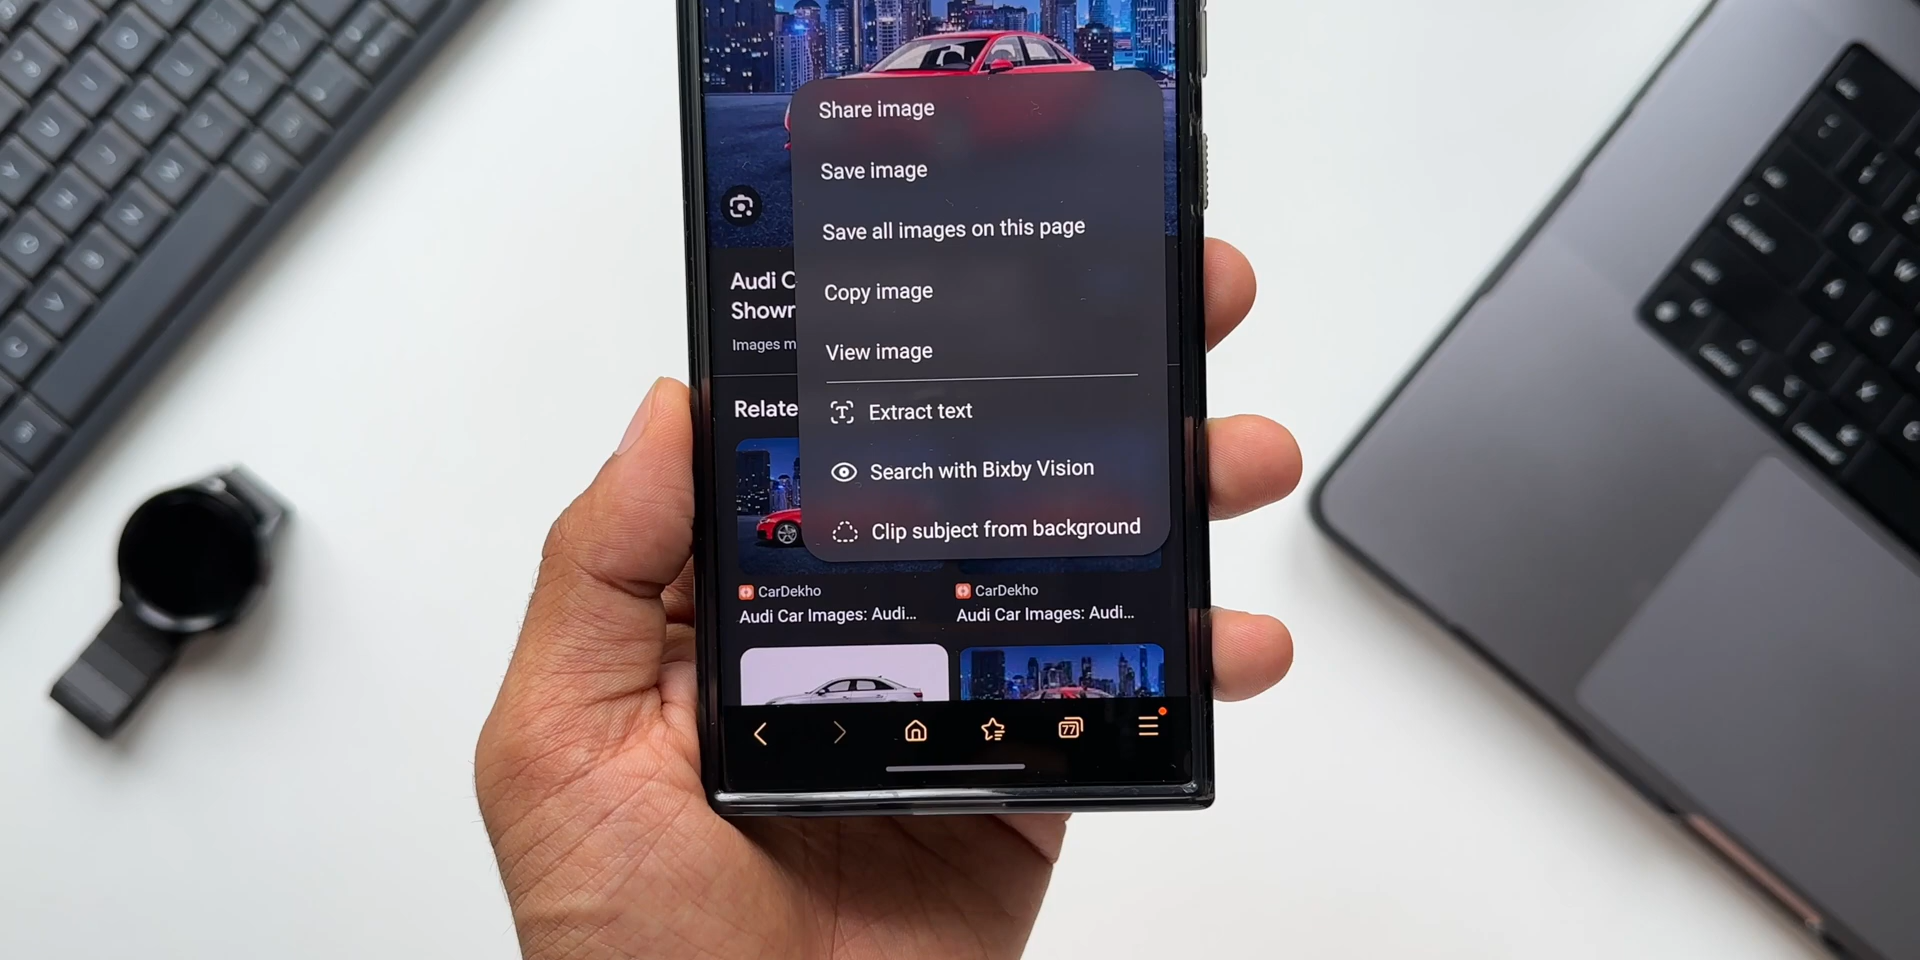 Share image
Save image
Save all images on this page
Copy image
View image
Extract text
Search with Bixby Vision
Clip subject from background
Audi C
Showr
Images m
Relate
CarDekho
Audi Car Images: Audi...
CarDekho
Audi Car Images: Audi...
77